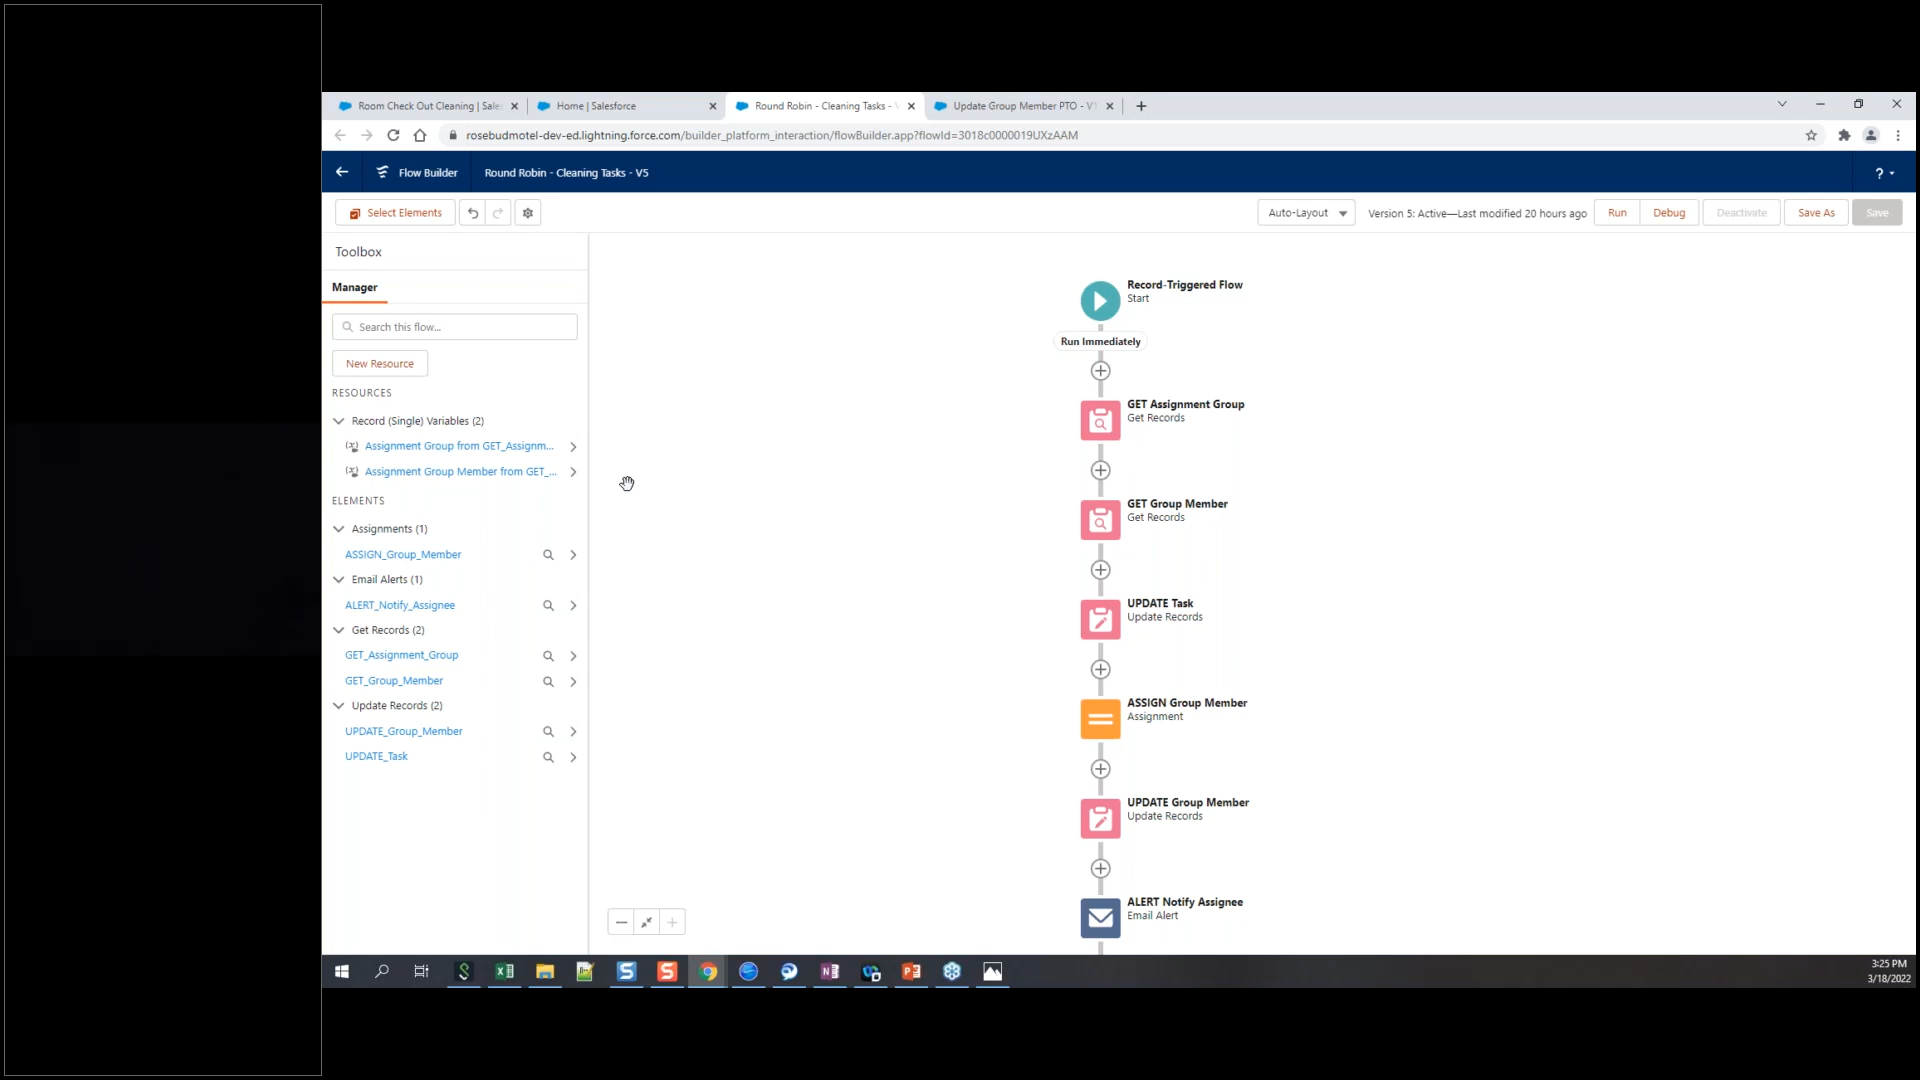 Room Check Out Cleaning | Sale
Home | Salesforce
Round Robin - Cleaning Tasks - V
Update Group Member PTO - V1
rosebudmotel-dev-ed.lightning.force.com/builder_platform_interaction/flowBuilder.app?flowId=3018c0000019UXzAAM
Flow Builder
Round Robin - Cleaning Tasks - V5
?
Select Elements
Auto-Layout
Version 5: Active—Last modified 20 hours ago
Run
Debug
Deactivate
Save As
Save
Toolbox
Manager
Search this flow...
New Resource
RESOURCES
Record (Single) Variables (2)
Assignment Group from GET_Assignm...
Assignment Group Member from GET_...
ELEMENTS
Assignments (1)
ASSIGN_Group_Member
Email Alerts (1)
ALERT_Notify_Assignee
Get Records (2)
GET_Assignment_Group
GET_Group_Member
Update Records (2)
UPDATE_Group_Member
UPDATE_Task
Record-Triggered Flow
Start
Run Immediately
GET Assignment Group
Get Records
GET Group Member
Get Records
UPDATE Task
Update Records
ASSIGN Group Member
Assignment
UPDATE Group Member
Update Records
ALERT Notify Assignee
Email Alert
3:25 PM
3/18/2022